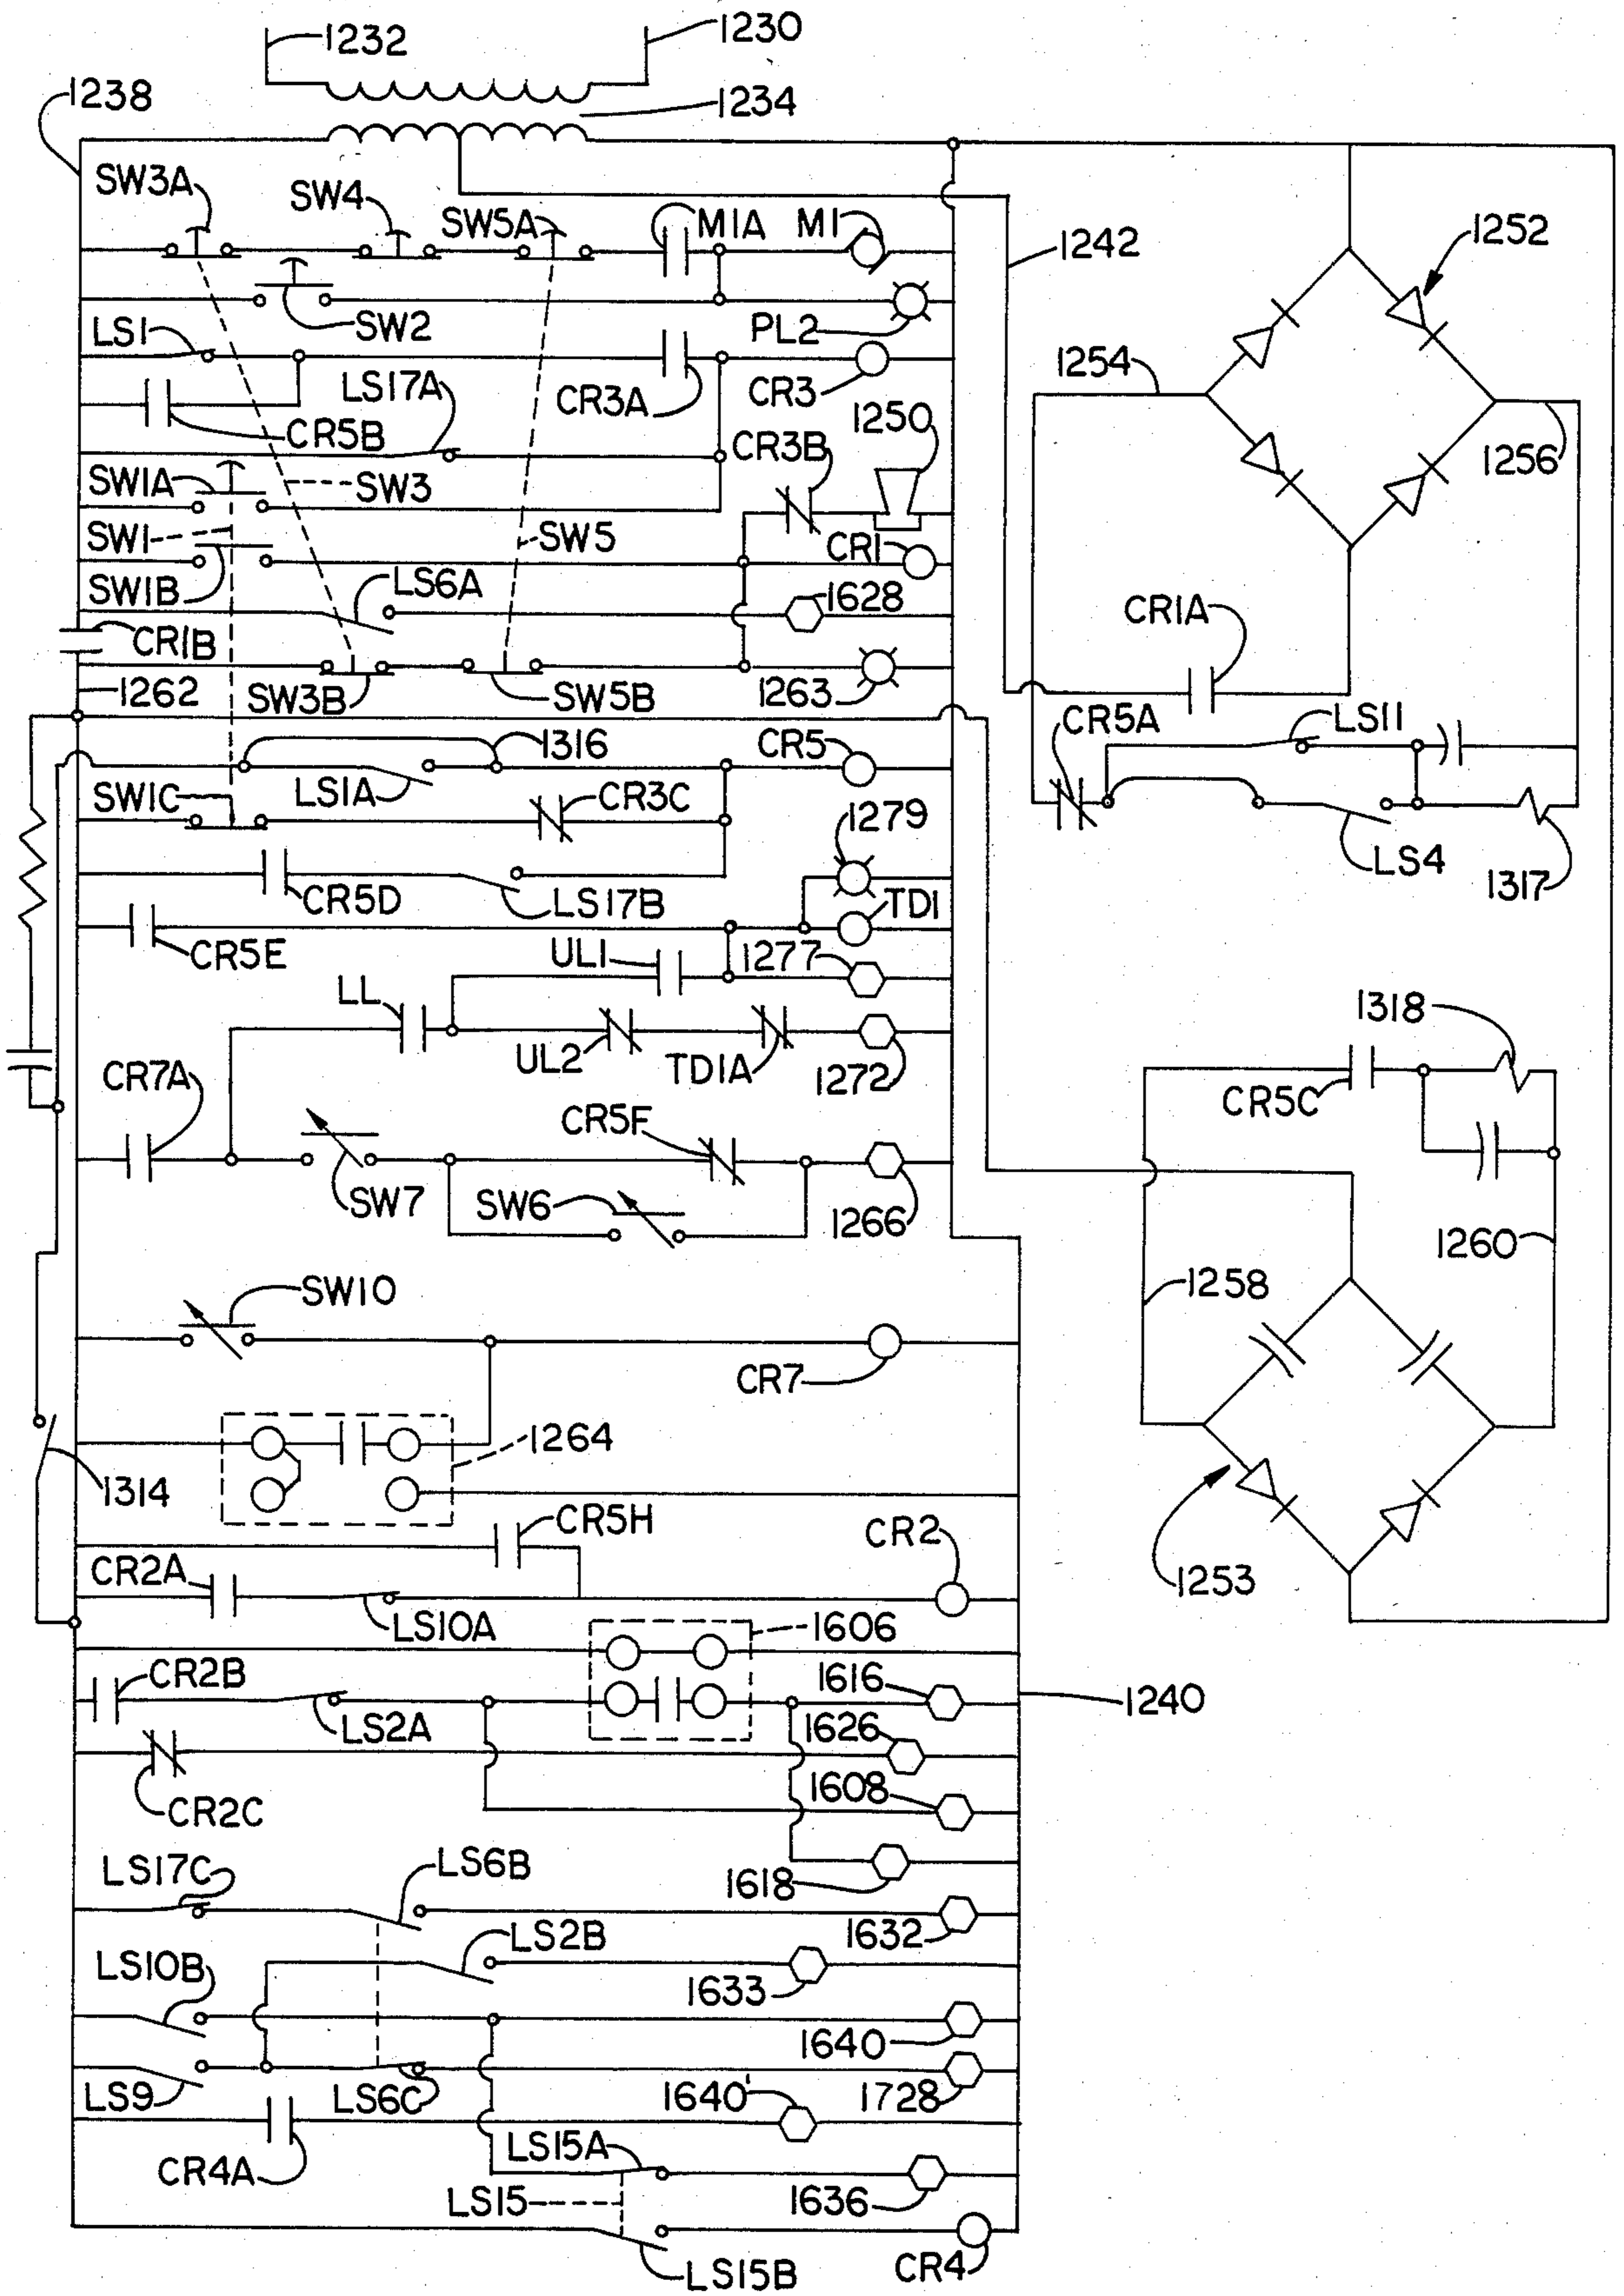 1232
1230
1238
1234
SW3A
SW4
SW5A
M1A
M1
1242
1252
SW2
PL2
LS1
LS17A
CR3A
CR3
1254
CR5B
CR3B
1250
1256
SW1A
SW3
SW1
SW5
CR1
SW1B
LS6A
1628
CR1A
CR1B
1262
SW3B
SW5B
1263
CR5A
LS11
1316
CR5
LS1A
SW1C
CR3C
1279
LS4
1317
CR5D
LS17B
TD1
CR5E
UL1
1277
LL
1318
UL2
TD1A
1272
CR7A
CR5C
CR5F
SW7
SW6
1266
1260
1258
SW10
CR7
1264
1314
CR5H
CR2
CR2A
1253
LS10A
1606
CR2B
1616
1240
LS2A
1626
CR2C
1608
LS17C
LS6B
1618
LS2B
1632
LS10B
1633
1640
LS9
LS6C
1640'
1728
CR4A
LS15A
LS15
1636
LS15B
CR4